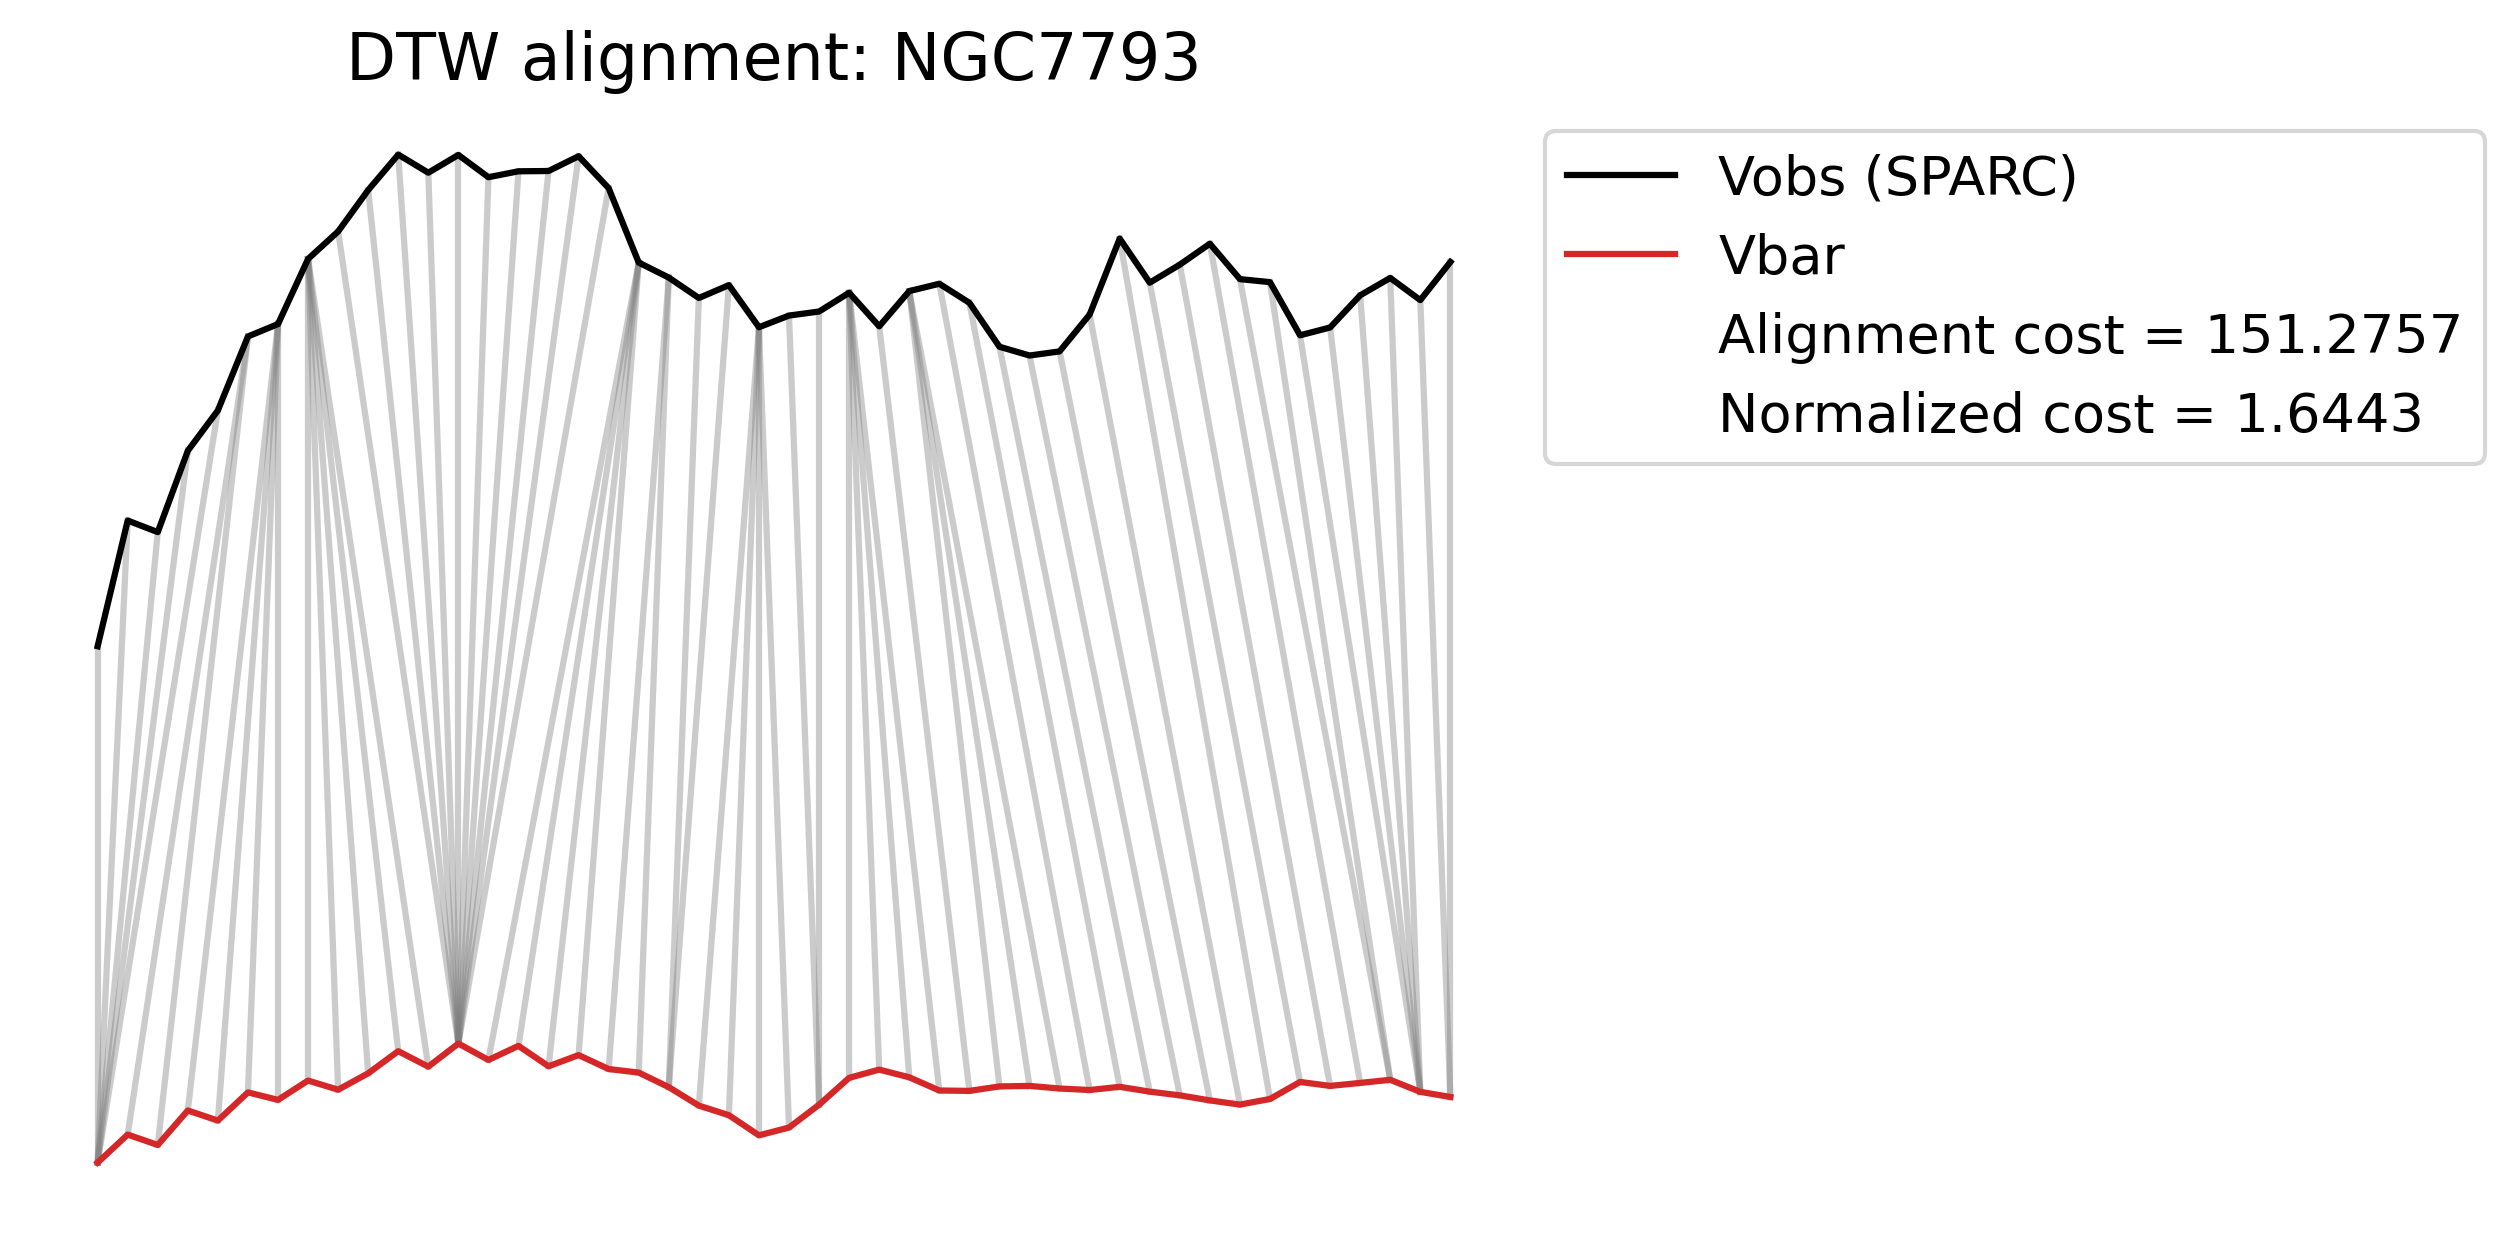 DTW alignment: NGC7793
Vobs (SPARC)
Vbar
Alignment cost = 151.2757
Normalized cost = 1.6443